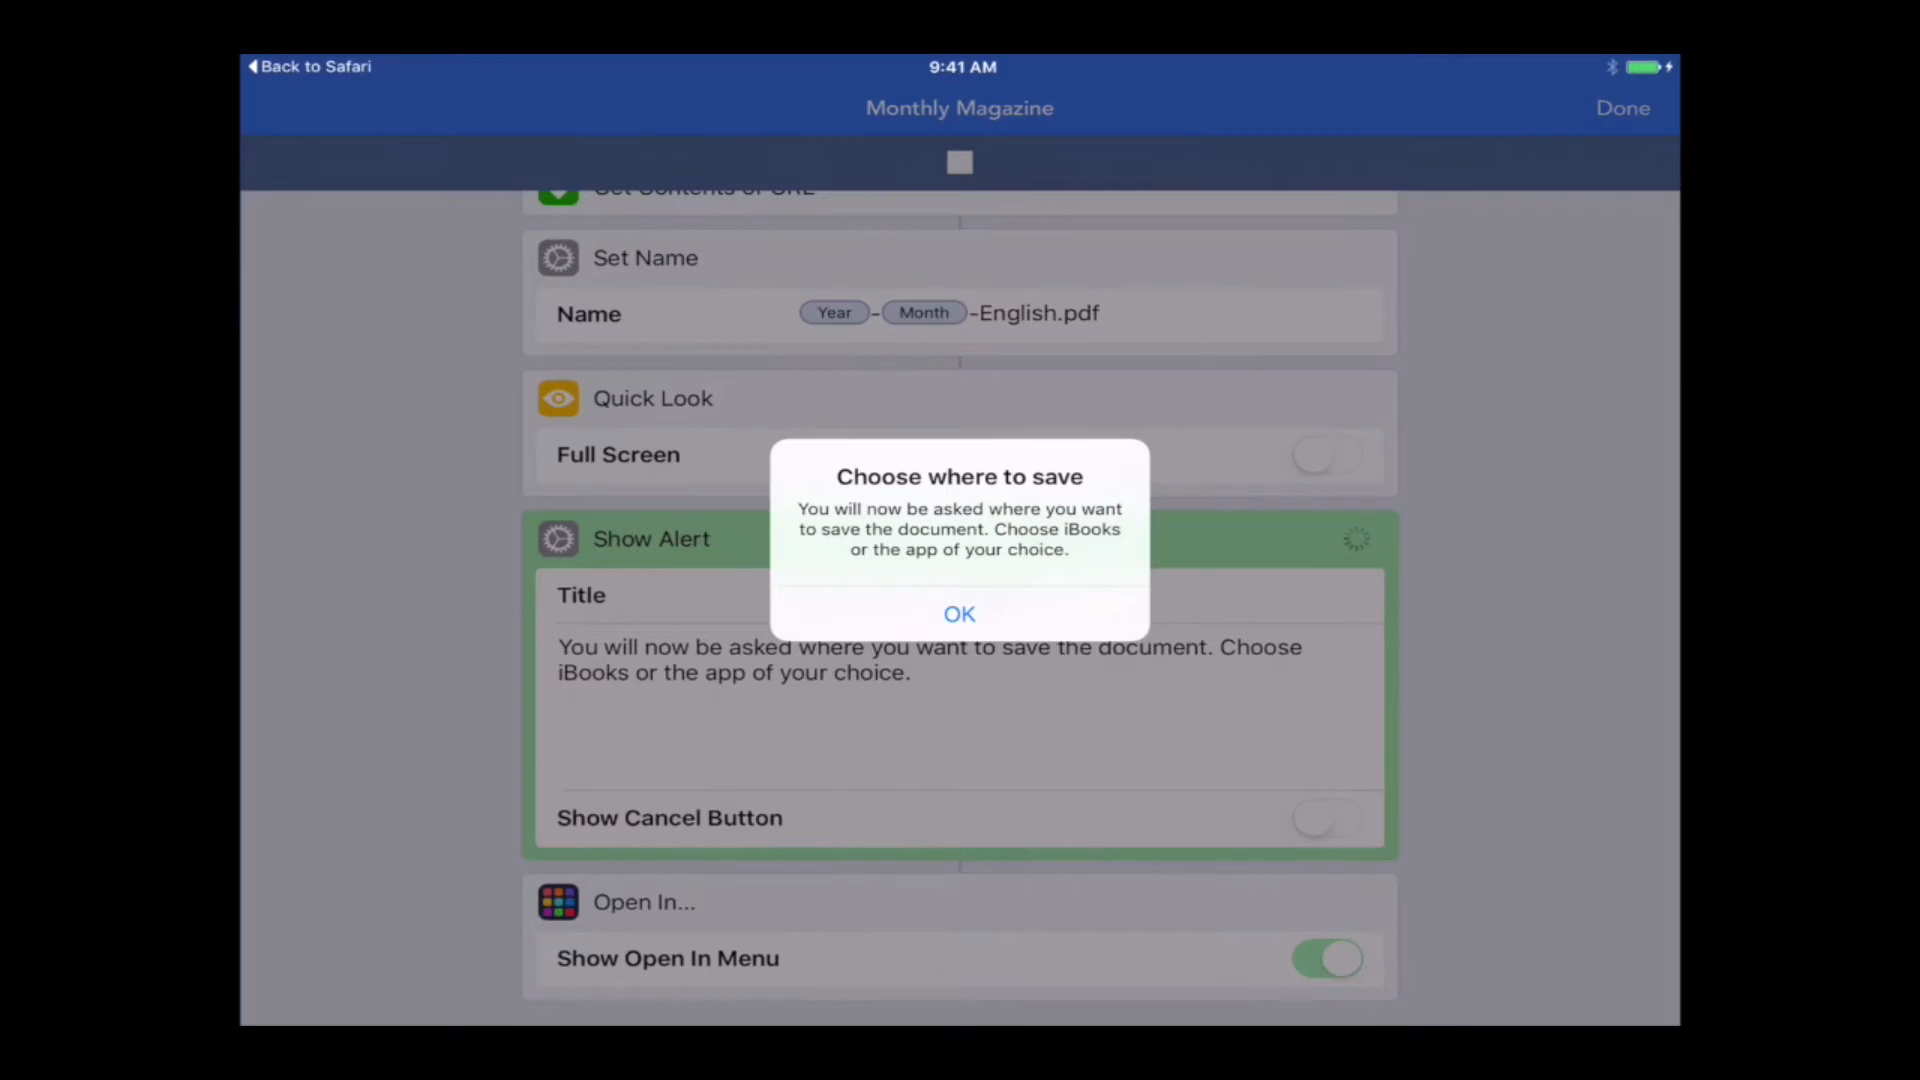 Back to Safari
9:41 AM
Monthly Magazine
Done
Get Contents of URL
Set Name
Name
Year-Month-English.pdf
Quick Look
Full Screen
Choose where to save
You will now be asked where you want
to save the document. Choose iBooks
or the app of your choice.
OK
Show Alert
Title
You will now be asked where you want to save the document. Choose
iBooks or the app of your choice.
Show Cancel Button
Open In...
Show Open In Menu